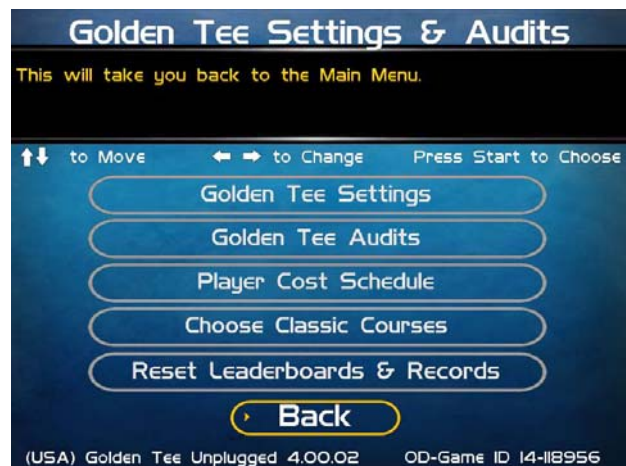 Golden Tee Settings & Audits
This will take you back to the Main Menu.
to Move to Change Press Start to Choose
Golden Tee Settings
Golden Tee Audits
Player Cost Schedule
Choose Classic Courses
Reset Leaderboards & Records
Back
(USA) Golden Tee Unplugged 4.00.02 OD-Game ID 14-118956